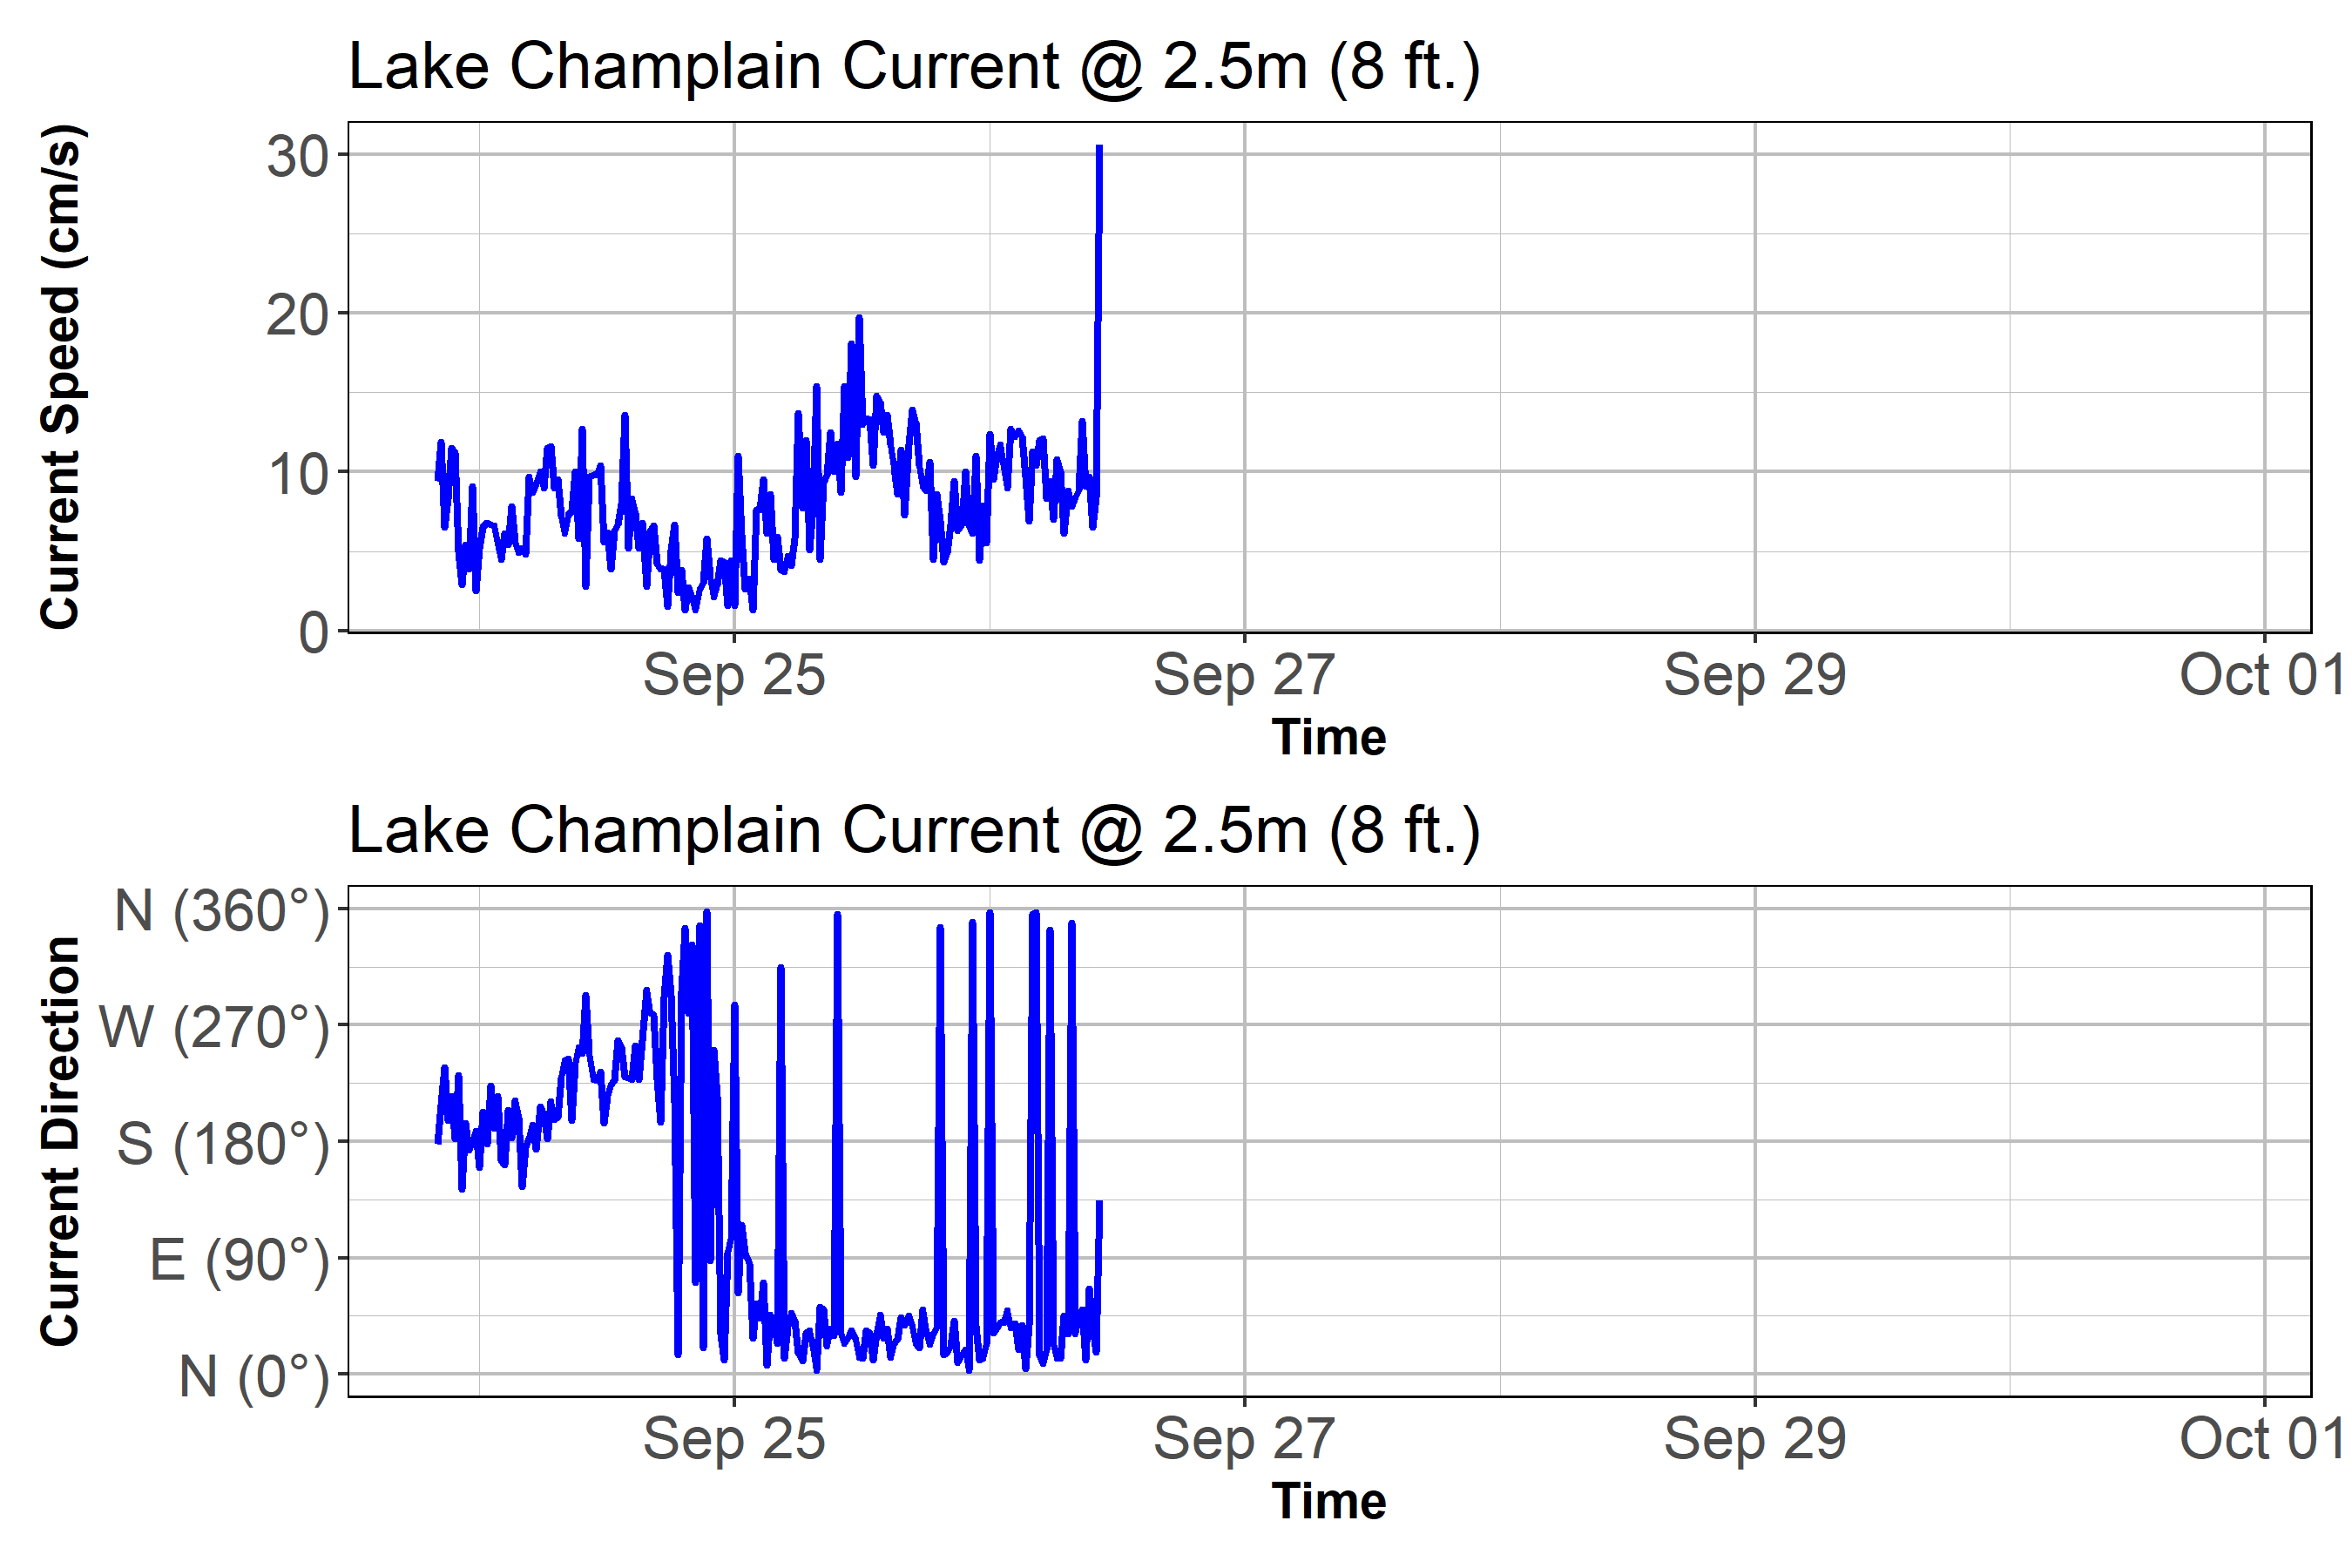 Lake Champlain Current @ 2.5m (8 ft.)
Current Speed (cm/s)
30
20
10
0
Sep 25
Sep 27
Sep 29
Oct 01
Time
Lake Champlain Current @ 2.5m (8 ft.)
Current Direction
N (360°)
W (270°)
S (180°)
E (90°)
N (0°)
Sep 25
Sep 27
Sep 29
Oct 01
Time